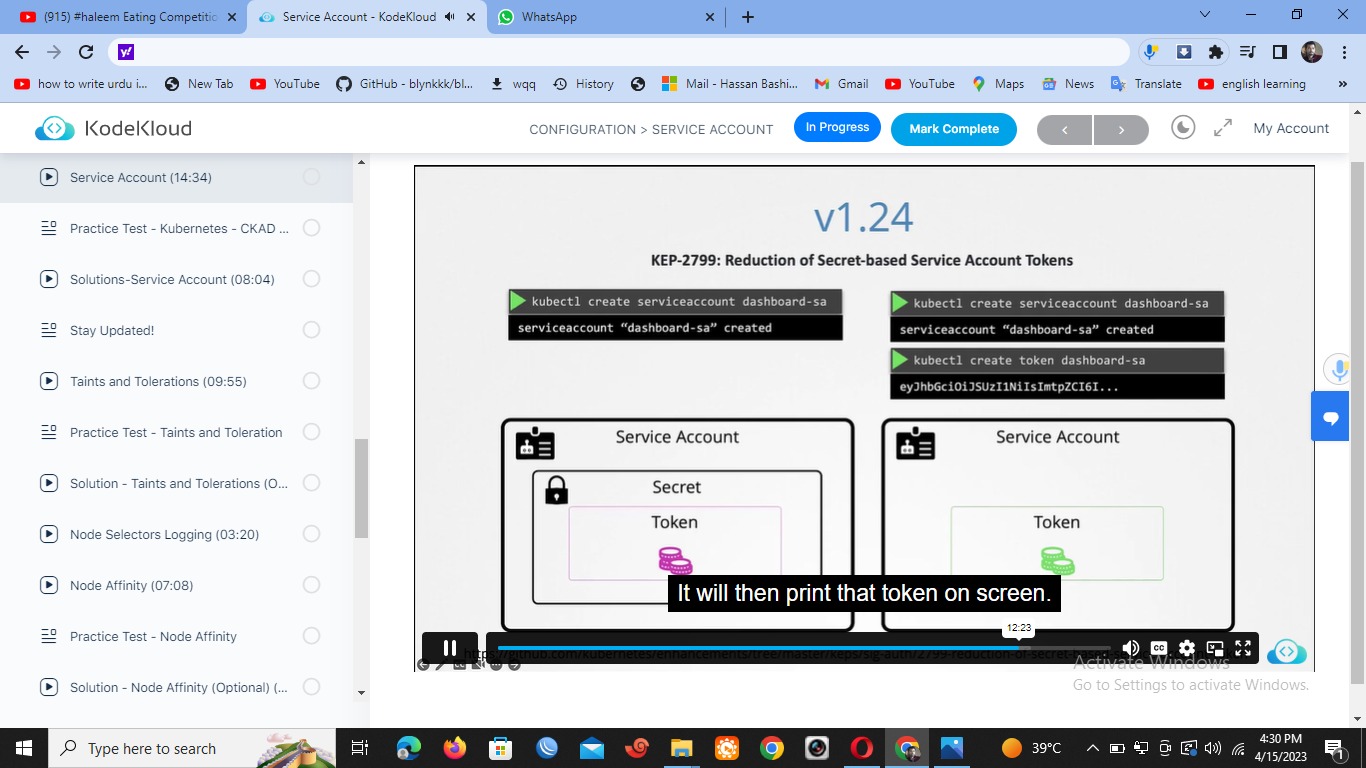 (915) #haleem Eating Competitio
Service Account - KodeKloud
WhatsApp
y!
how to write urdu i...
New Tab
YouTube
GitHub - blynkkk/bl...
wqq
History
Mail - Hassan Bashi...
Gmail
YouTube
Maps
News
Translate
english learning
»
KodeKloud
CONFIGURATION > SERVICE ACCOUNT
In Progress
Mark Complete
My Account
Service Account (14:34)
Practice Test - Kubernetes - CKAD ...
Solutions-Service Account (08:04)
Stay Updated!
Taints and Tolerations (09:55)
Practice Test - Taints and Toleration
Solution - Taints and Tolerations (O...
Node Selectors Logging (03:20)
Node Affinity (07:08)
Practice Test - Node Affinity
Solution - Node Affinity (Optional) (...
v1.24
KEP-2799: Reduction of Secret-based Service Account Tokens
kubectl create serviceaccount dashboard-sa
serviceaccount “dashboard-sa” created
kubectl create serviceaccount dashboard-sa
serviceaccount “dashboard-sa” created
kubectl create token dashboard-sa
eyJhbGciOiJSUzI1NiIsImtpZCI6I...
Service Account
Secret
Token
Service Account
Token
It will then print that token on screen.
12:23
CC
https://github.com/kubernetes/enhancements/tree/master/keps/sig-auth/2799-reduction-of-secret-based-
Activate Windows
Go to Settings to activate Windows.
Type here to search
39°C
4:30 PM
4/15/2023
1